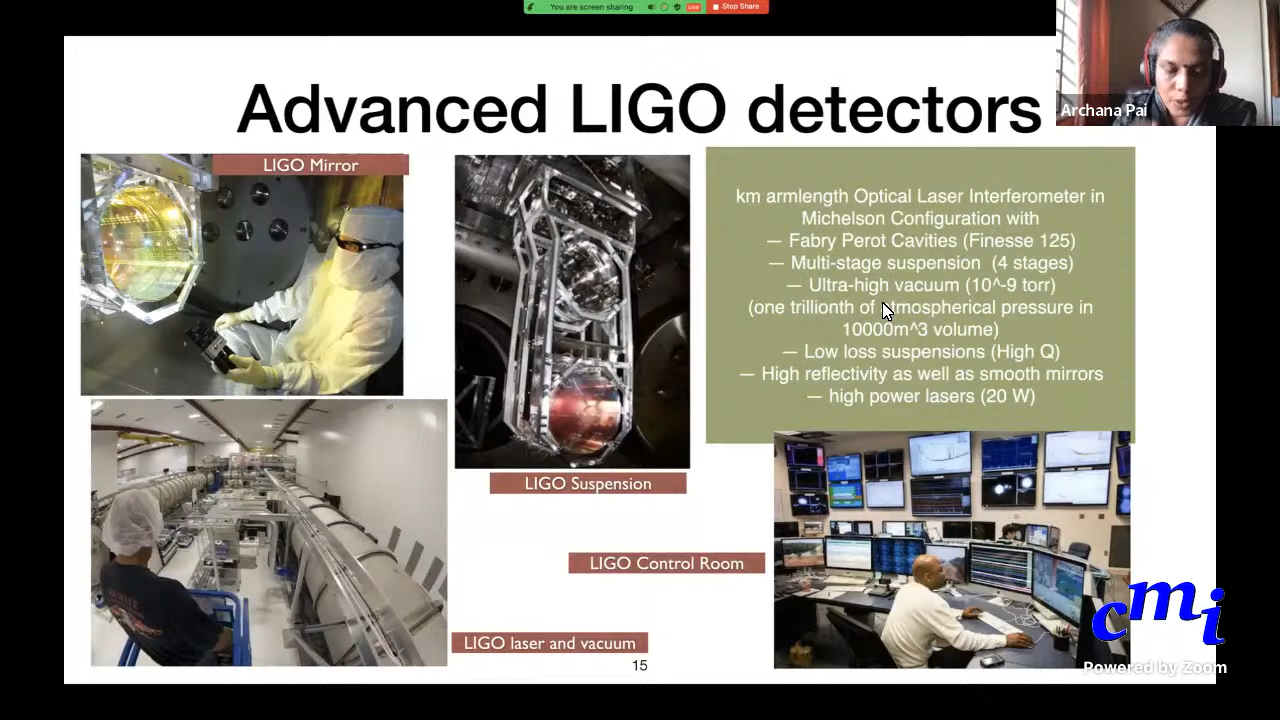 You are screen sharing
LIVE
Stop Share
Archana Pai
Advanced LIGO detectors
LIGO Mirror
km armlength Optical Laser Interferometer in
Michelson Configuration with
— Fabry Perot Cavities (Finesse 125)
— Multi-stage suspension (4 stages)
— Ultra-high vacuum (10^-9 torr)
(one trillionth of atmospherical pressure in
10000m^3 volume)
— Low loss suspensions (High Q)
— High reflectivity as well as smooth mirrors
— high power lasers (20 W)
LIGO Suspension
LIGO Control Room
LIGO laser and vacuum
15
cmi
Powered by Zoom